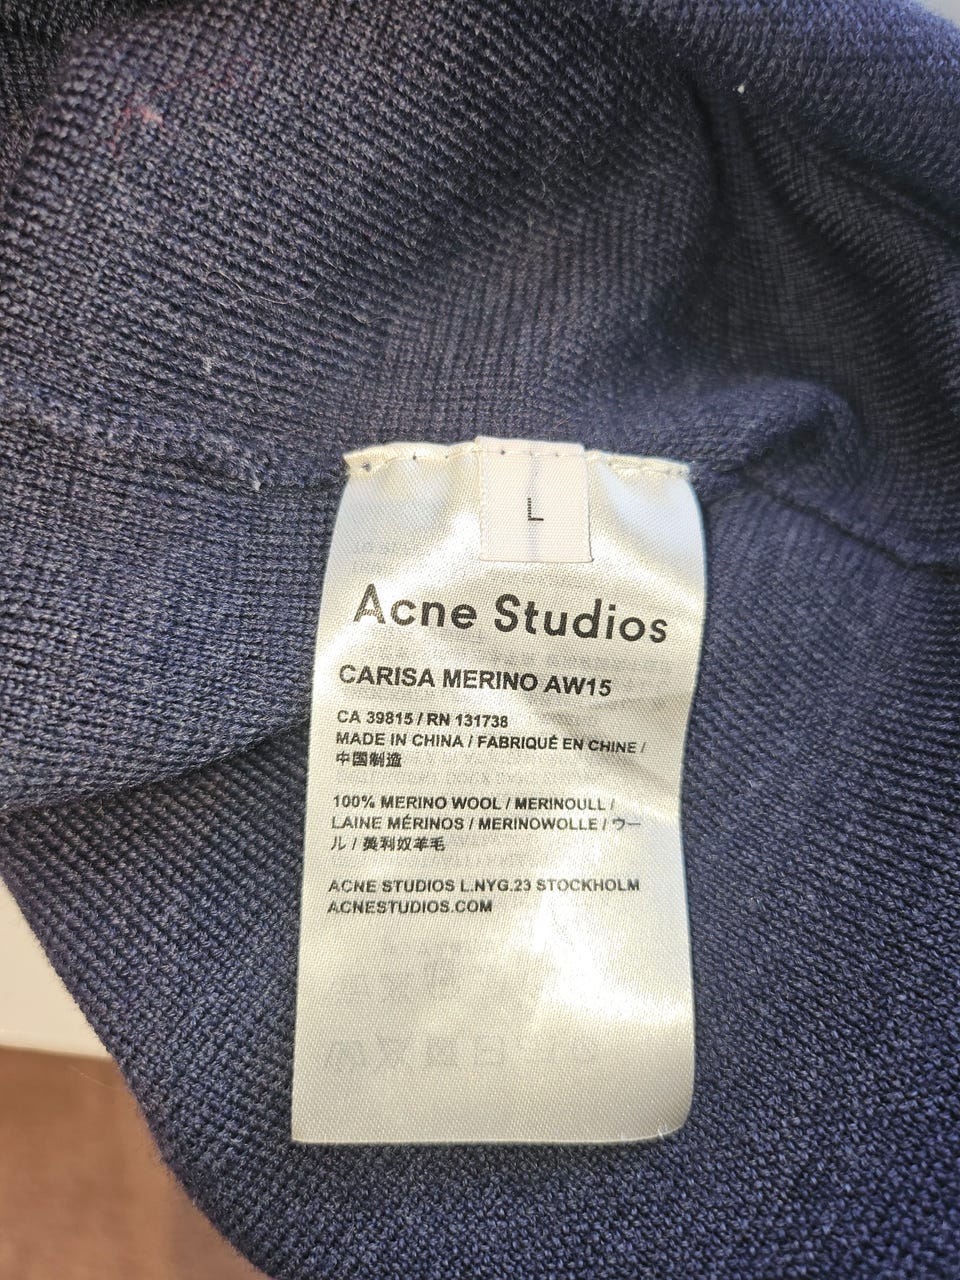 L
Acne Studios
CARISA MERINO AW15
CA 39815 / RN 131738
MADE IN CHINA / FABRIQUÉ EN CHINE /
中国制造
100% MERINO WOOL / MERINOULL /
LAINE MÉRINOS / MERINOWOLLE / ウー
ル / 美利奴羊毛
ACNE STUDIOS L.NYG.23 STOCKHOLM
ACNESTUDIOS.COM